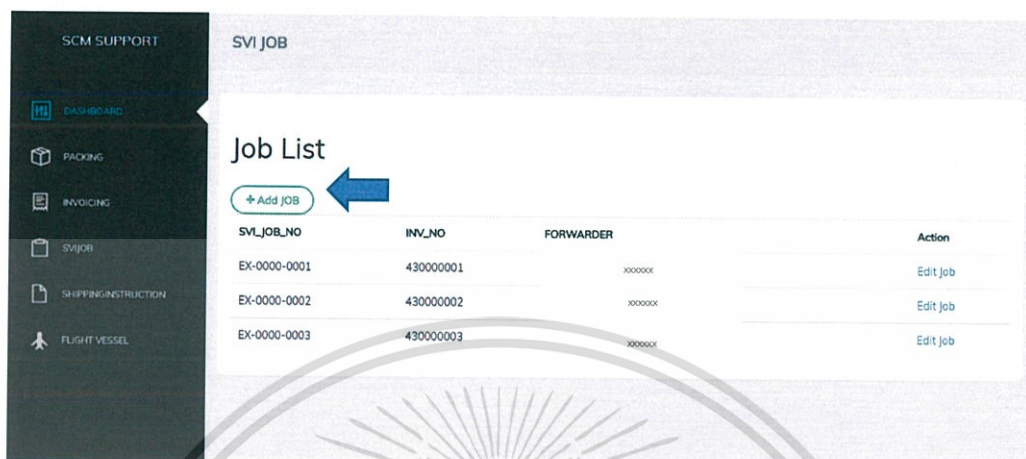 SCM SUPPORT
SVI JOB
DASHBOARD
PACKING
INVOICING
SVIJOB
SHIPPINGINSTRUCTION
FLIGHT VESSEL
Job List
+ Add JOB
SVI_JOB_NO INV_NO FORWARDER Action
EX-0000-0001 430000001 xxxxxx Edit Job
EX-0000-0002 430000002 xxxxxx Edit Job
EX-0000-0003 430000003 xxxxxx Edit Job